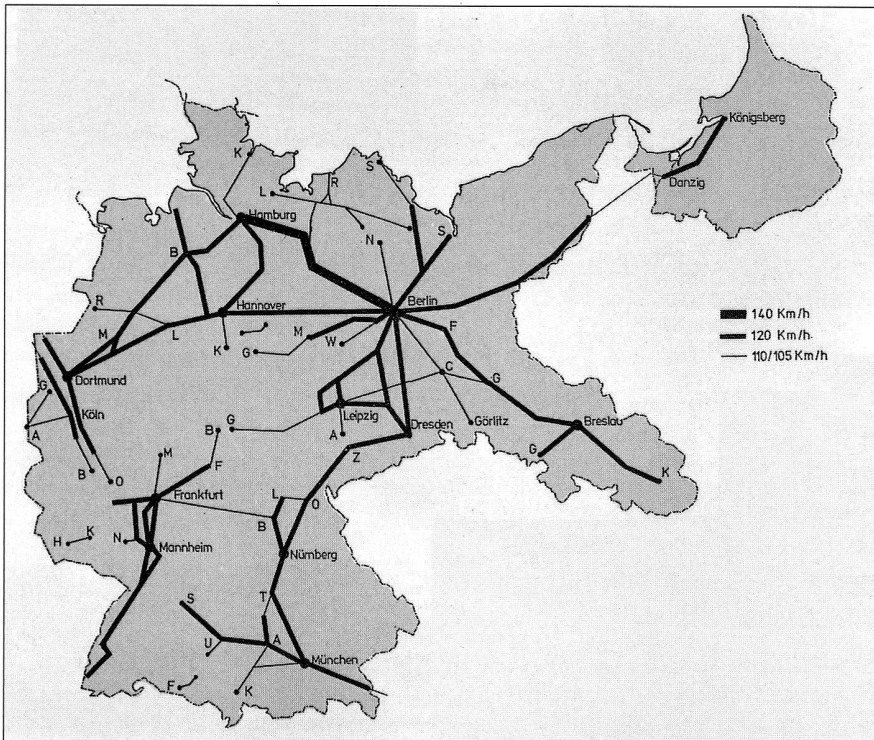 Königsberg
Danzig
K
S
L
R
Hamburg
N
S
B
R
Hannover
Berlin
140 Km/h
120 Km/h
110/105 Km/h
M
L
K
G
M
W
F
Dortmund
G
C
G
Köln
Leipzig
Breslau
A
B
G
A
Dresden
Görlitz
M
F
Z
G
K
B
O
Frankfurt
L
O
B
H
K
N
Mannheim
Nürnberg
S
T
U
A
München
F
K